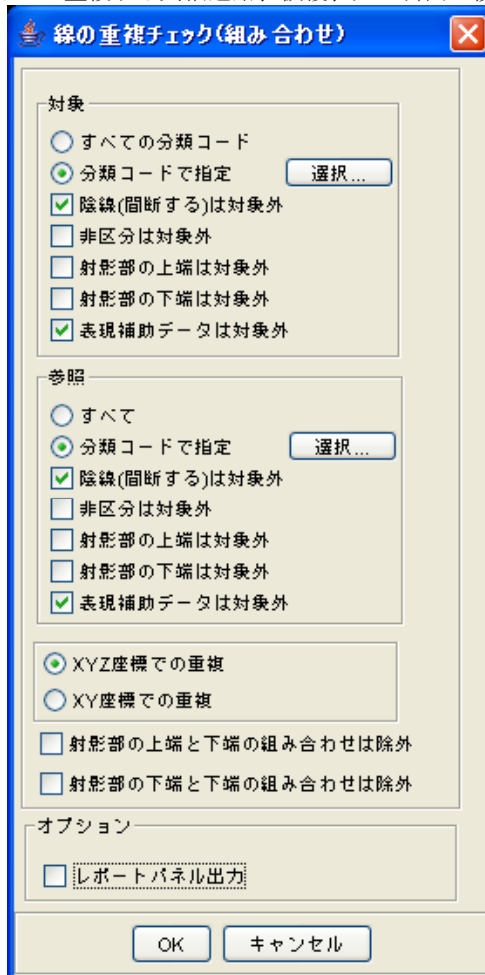 線の重複チェック(組み合わせ)
対象
すべての分類コード
分類コードで指定
選択...
陰線(間断する)は対象外
非区分は対象外
射影部の上端は対象外
射影部の下端は対象外
表現補助データは対象外
参照
すべて
分類コードで指定
選択...
陰線(間断する)は対象外
非区分は対象外
射影部の上端は対象外
射影部の下端は対象外
表現補助データは対象外
XYZ座標での重複
XY座標での重複
射影部の上端と下端の組み合わせは除外
射影部の下端と下端の組み合わせは除外
オプション
レポートパネル出力
OK
キャンセル